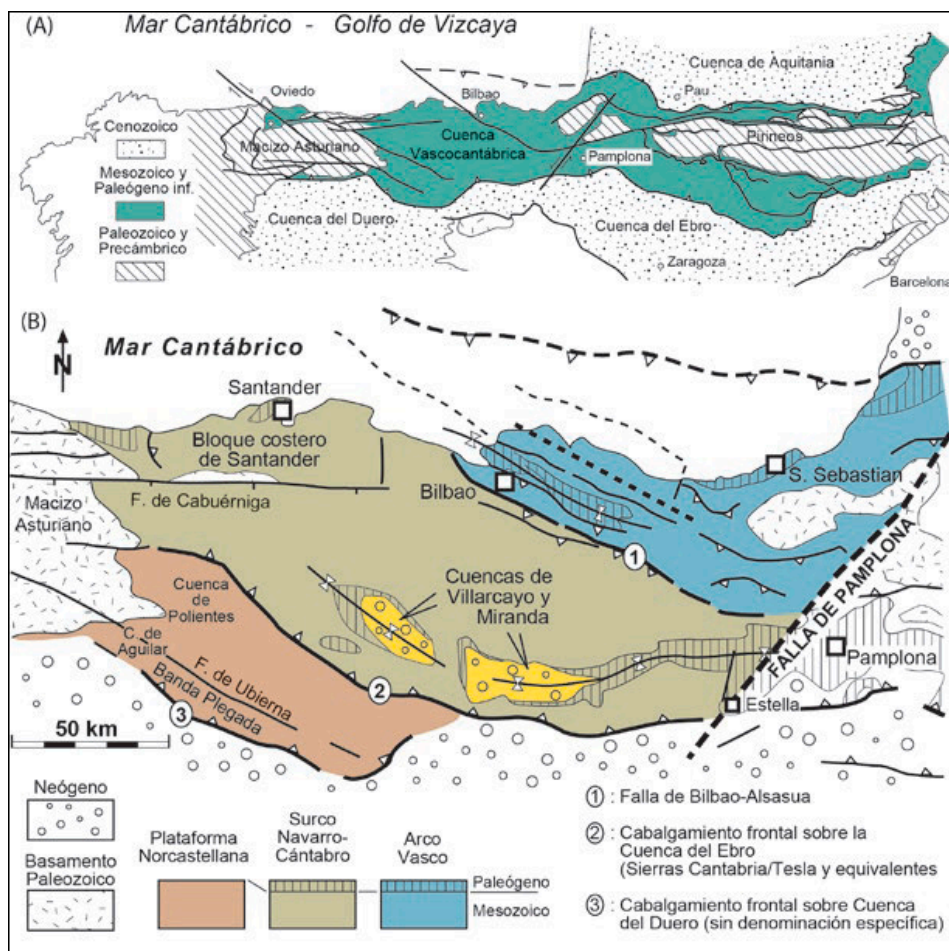 (A)
Mar Cantábrico - Golfo de Vizcaya
Cuenca de Aquitania
Oviedo
Bilbao
Pau
Cenozoico
Macizo Asturiano
Cuenca
Vascocantábrica
Pirineos
Pamplona
Mesozoico y
Paleógeno inf.
Cuenca del Duero
Cuenca del Ebro
Paleozoico y
Precámbrico
Zaragoza
Barcelona
(B)
N
Mar Cantábrico
Santander
Bloque costero
de Santander
Bilbao
S. Sebastian
F. de Cabuérniga
Macizo
Asturiano
1
FALLA DE PAMPLONA
Cuenca
de
Polientes
Cuencas de
Villarcayo y
Miranda
C. de
Aguilar
F. de Ubierna
Banda Plegada
Pamplona
2
Estella
3
50 km
Neógeno
Basamento
Paleozoico
Plataforma
Norcastellana
Surco
Navarro-
Cántabro
Arco
Vasco
Paleógeno
Mesozoico
1 : Falla de Bilbao-Alsasua
2 : Cabalgamiento frontal sobre la
Cuenca del Ebro
(Sierras Cantabria/Tesla y equivalentes
3 : Cabalgamiento frontal sobre Cuenca
del Duero (sin denominación específica)